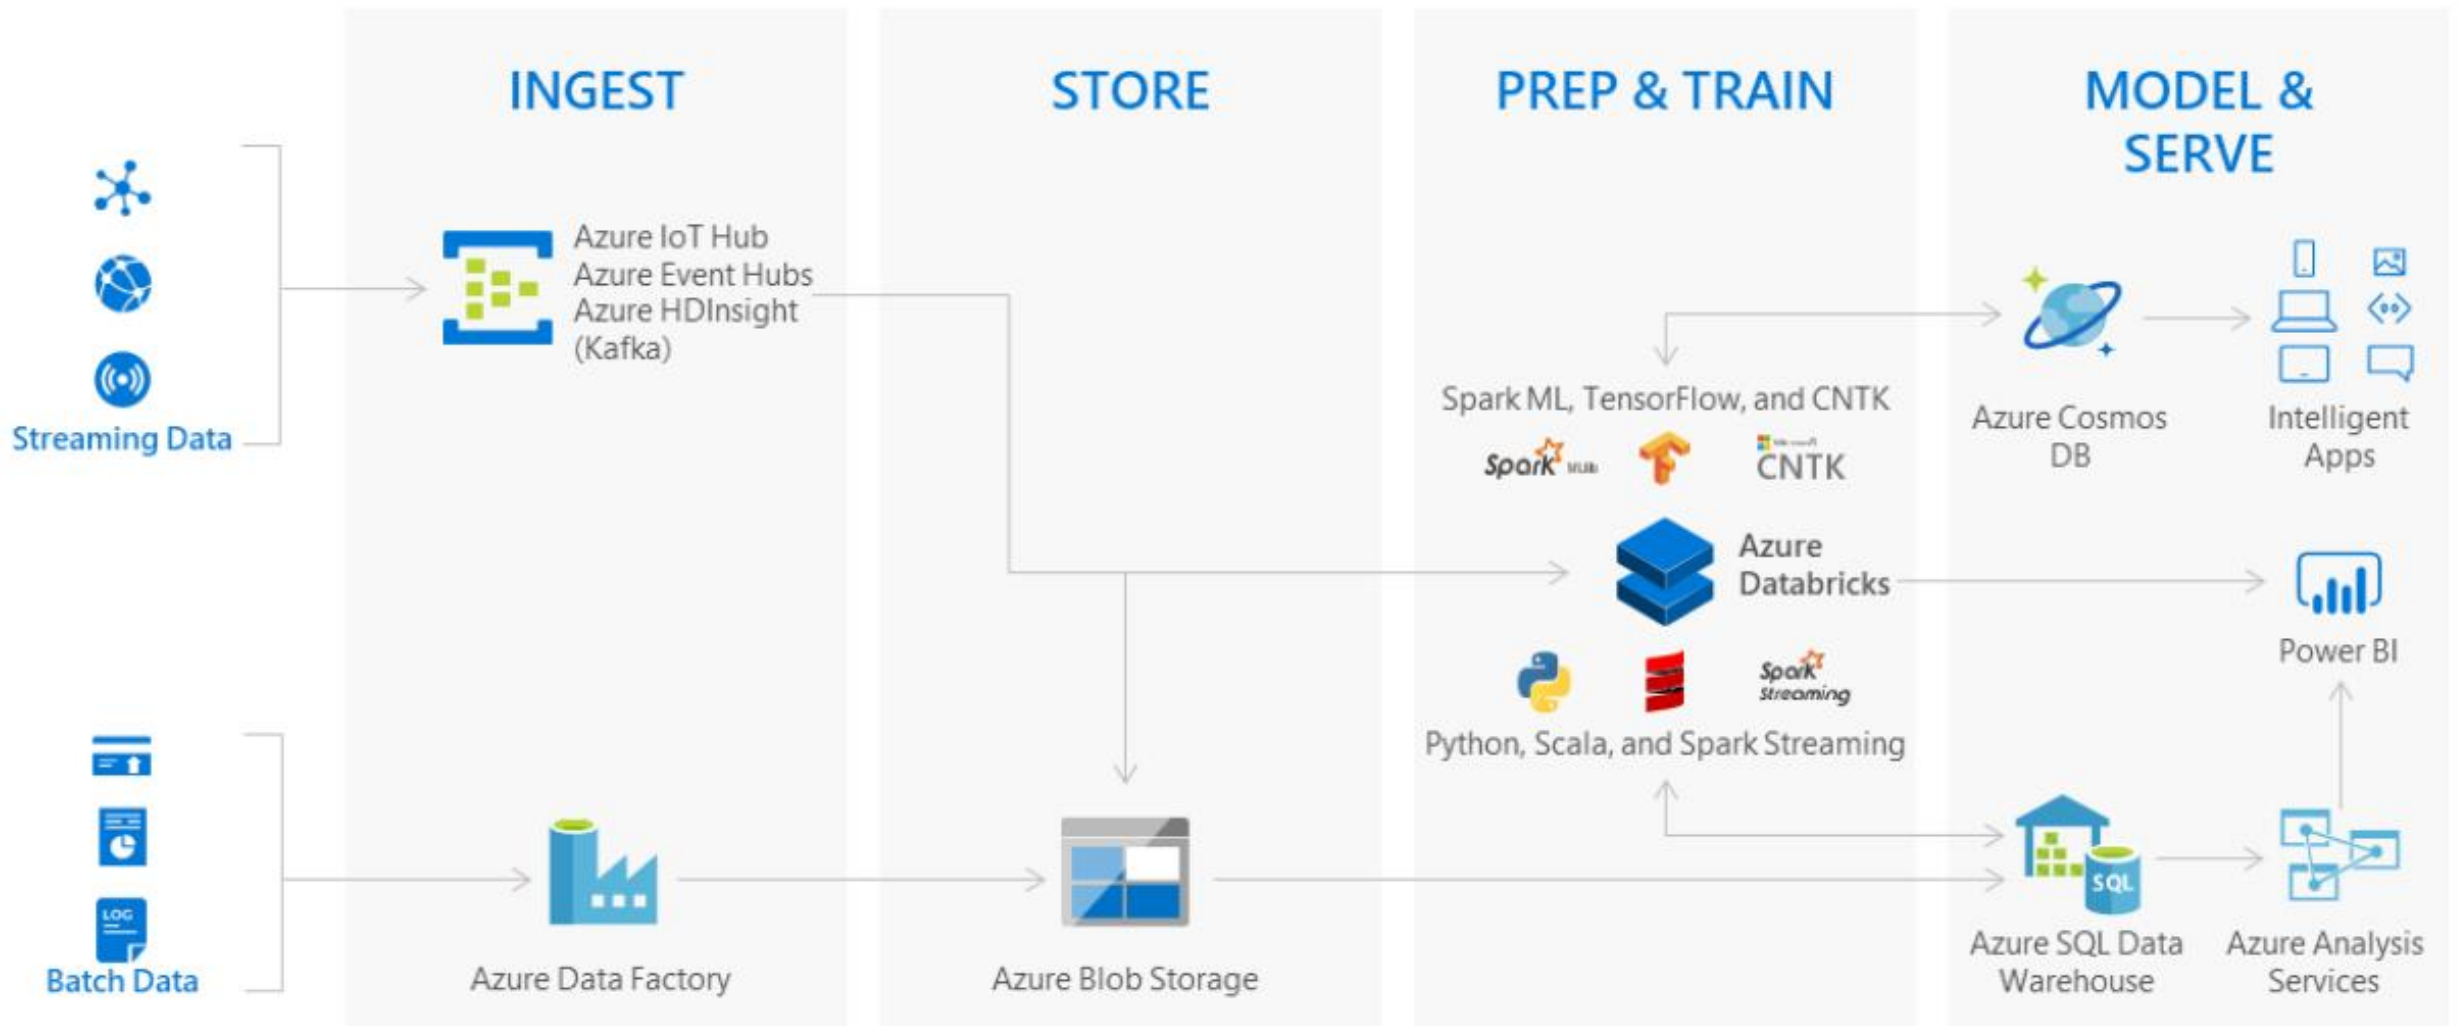 INGEST
STORE
PREP & TRAIN
MODEL &
SERVE
Streaming Data
Azure IoT Hub
Azure Event Hubs
Azure HDInsight
(Kafka)
Spark ML, TensorFlow, and CNTK
Spark
CNTK
Azure Cosmos
DB
Intelligent
Apps
Azure
Databricks
Power BI
Spark
Streaming
Python, Scala, and Spark Streaming
LOG
Batch Data
Azure Data Factory
Azure Blob Storage
SQL
Azure SQL Data
Warehouse
Azure Analysis
Services